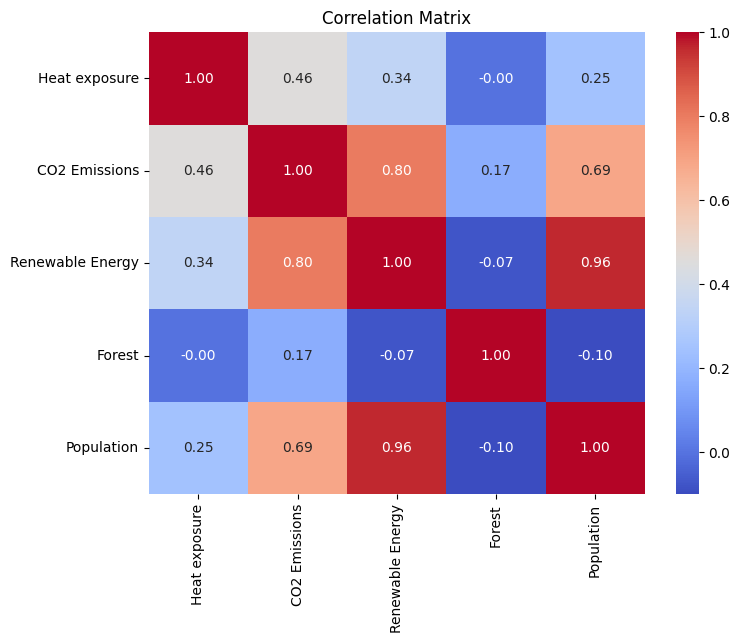 Correlation Matrix
Heat exposure 1.00 0.46 0.34 -0.00 0.25
CO2 Emissions 0.46 1.00 0.80 0.17 0.69
Renewable Energy 0.34 0.80 1.00 -0.07 0.96
Forest -0.00 0.17 -0.07 1.00 -0.10
Population 0.25 0.69 0.96 -0.10 1.00
Heat exposure
CO2 Emissions
Renewable Energy
Forest
Population
1.0
0.8
0.6
0.4
0.2
0.0